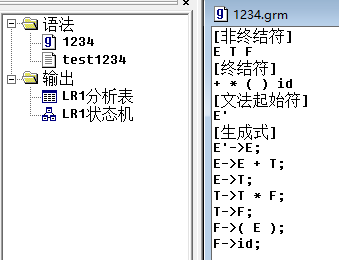 语法
1234
test1234
输出
LR1分析表
LR1状态机
1234.grm
[非终结符]
E T F
[终结符]
+ * ( ) id
[文法起始符]
E'
[生成式]
E'->E;
E->E + T;
E->T;
T->T * F;
T->F;
F->( E );
F->id;